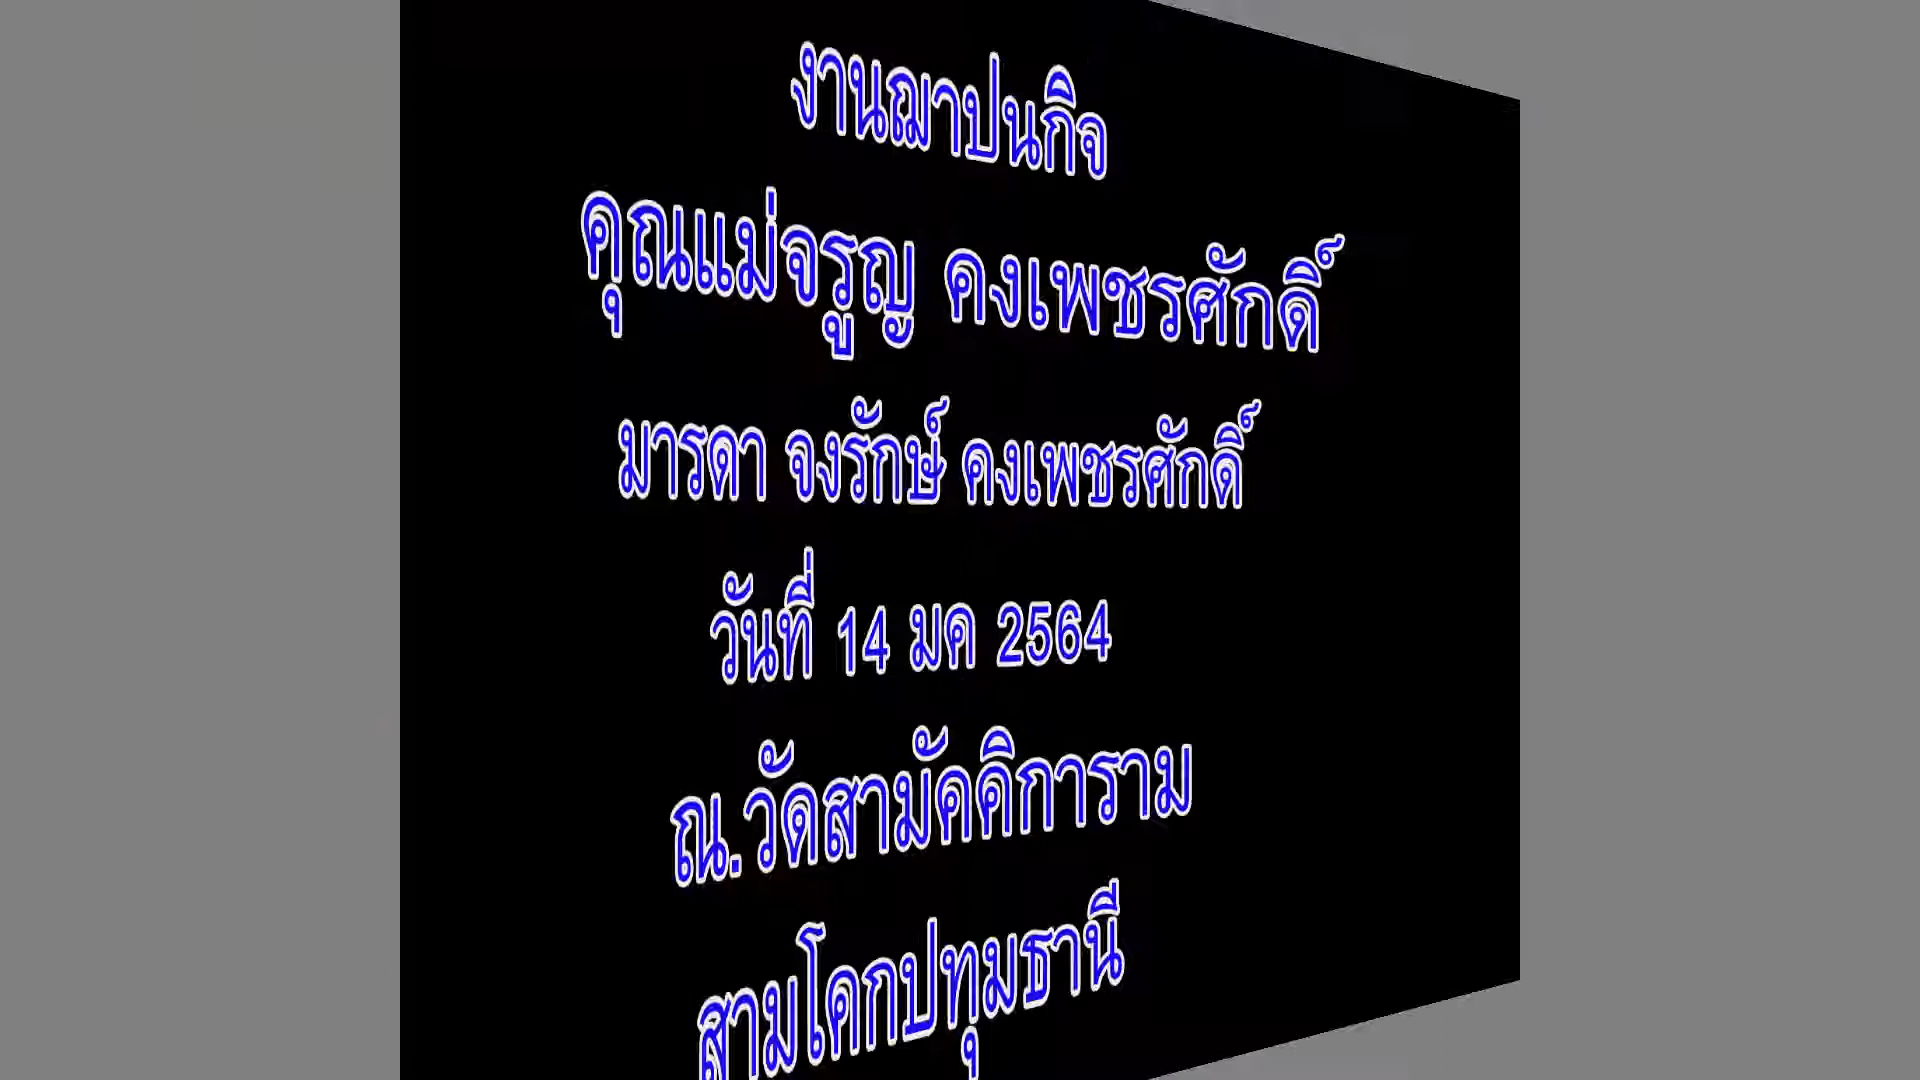 งานฌาปนกิจ
คุณแม่จรูญ คงเพชรศักดิ์
มารดา จงรักษ์ คงเพชรศักดิ์
วันที่ 14 มค 2564
ณ.วัดสามัคคิการาม
สามโคกปทุมธานี